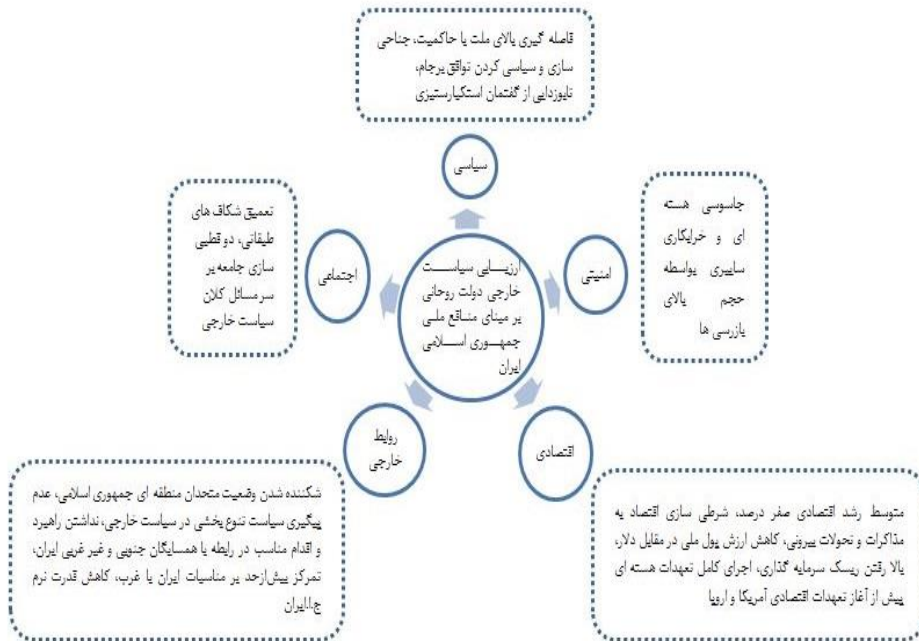 فاصله گیری بالای ملت با حاکمیت، جناحی
سازی و سیاسی کردن توافق برجام،
تابوزدایی از گفتمان استکبارستیزی
سیاسی
جاسوسی هسته
ای و خرابکاری
سایبری بواسطه
حجم بالای
بازرسی ها
امنیتی
تعمیق شکاف های
طبقاتی، دو قطبی
سازی جامعه بر
سر مسائل کلان
سیاست خارجی
اجتماعی
ارزیابی سیاست
خارجی دولت روحانی
بر مبنای منافع ملی
جمهوری اسلامی
ایران
اقتصادی
روابط
خارجی
متوسط رشد اقتصادی صفر درصد، شرطی سازی اقتصاد به
مذاکرات و تحولات بیرونی، کاهش ارزش پول ملی در مقابل دلار،
بالا رفتن ریسک سرمایه گذاری، اجرای کامل تعهدات هسته ای
پیش از آغاز تعهدات اقتصادی آمریکا و اروپا
شکننده شدن وضعیت متحدان منطقه ای جمهوری اسلامی، عدم
پیگیری سیاست تنوع بخشی در سیاست خارجی، نداشتن راهبرد
و اقدام مناسب در رابطه با همسایگان جنوبی و غیر غربی ایران،
تمرکز بیش‌ازحد بر مناسبات ایران با غرب، کاهش قدرت نرم
ج.ا.ایران